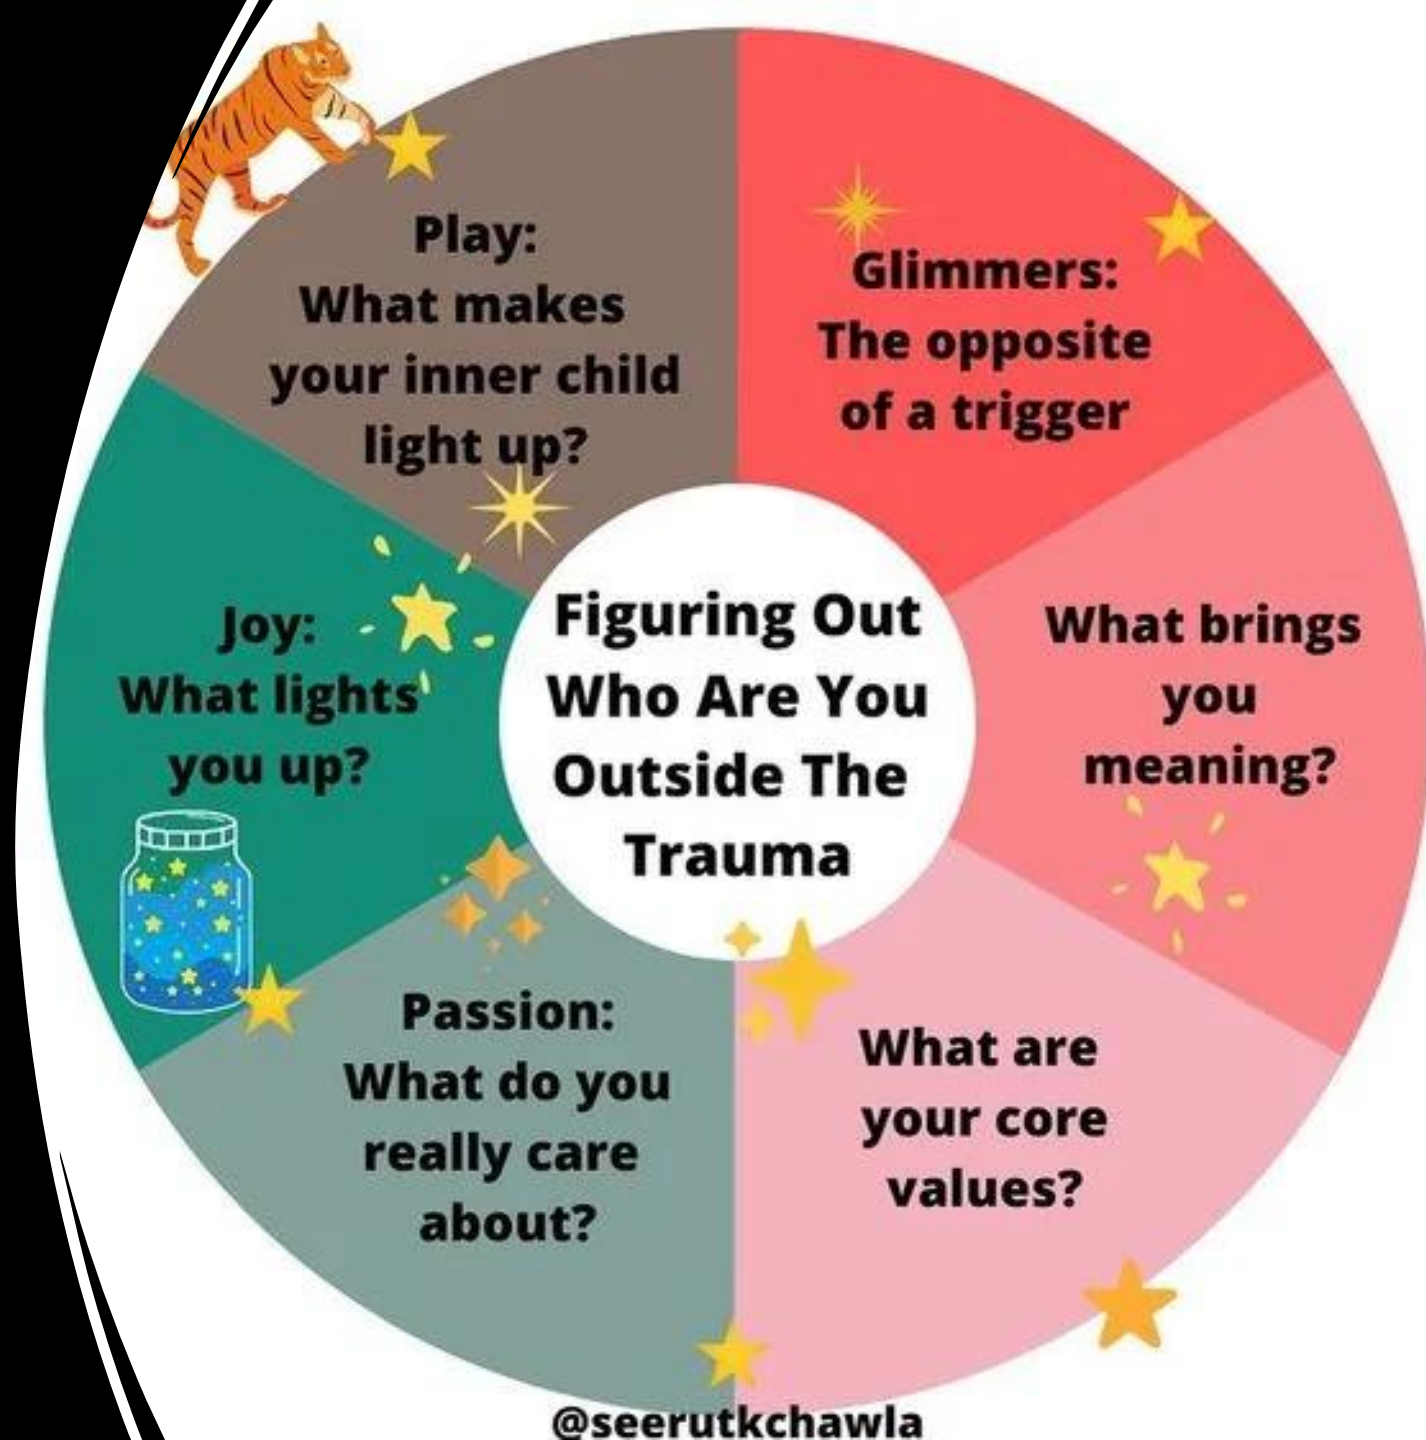 Play:
What makes
your inner child
light up?
Glimmers:
The opposite
of a trigger
Joy:
What lights
you up?
Figuring Out
Who Are You
Outside The
Trauma
What brings
you
meaning?
Passion:
What do you
really care
about?
What are
your core
values?
@seerutkchawla